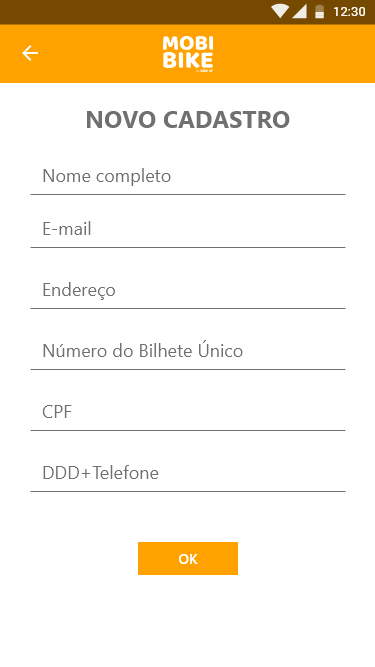 12:30
MOBI
BIKE
NOVO CADASTRO
Nome completo
E-mail
Endereço
Número do Bilhete Único
CPF
DDD+Telefone
OK